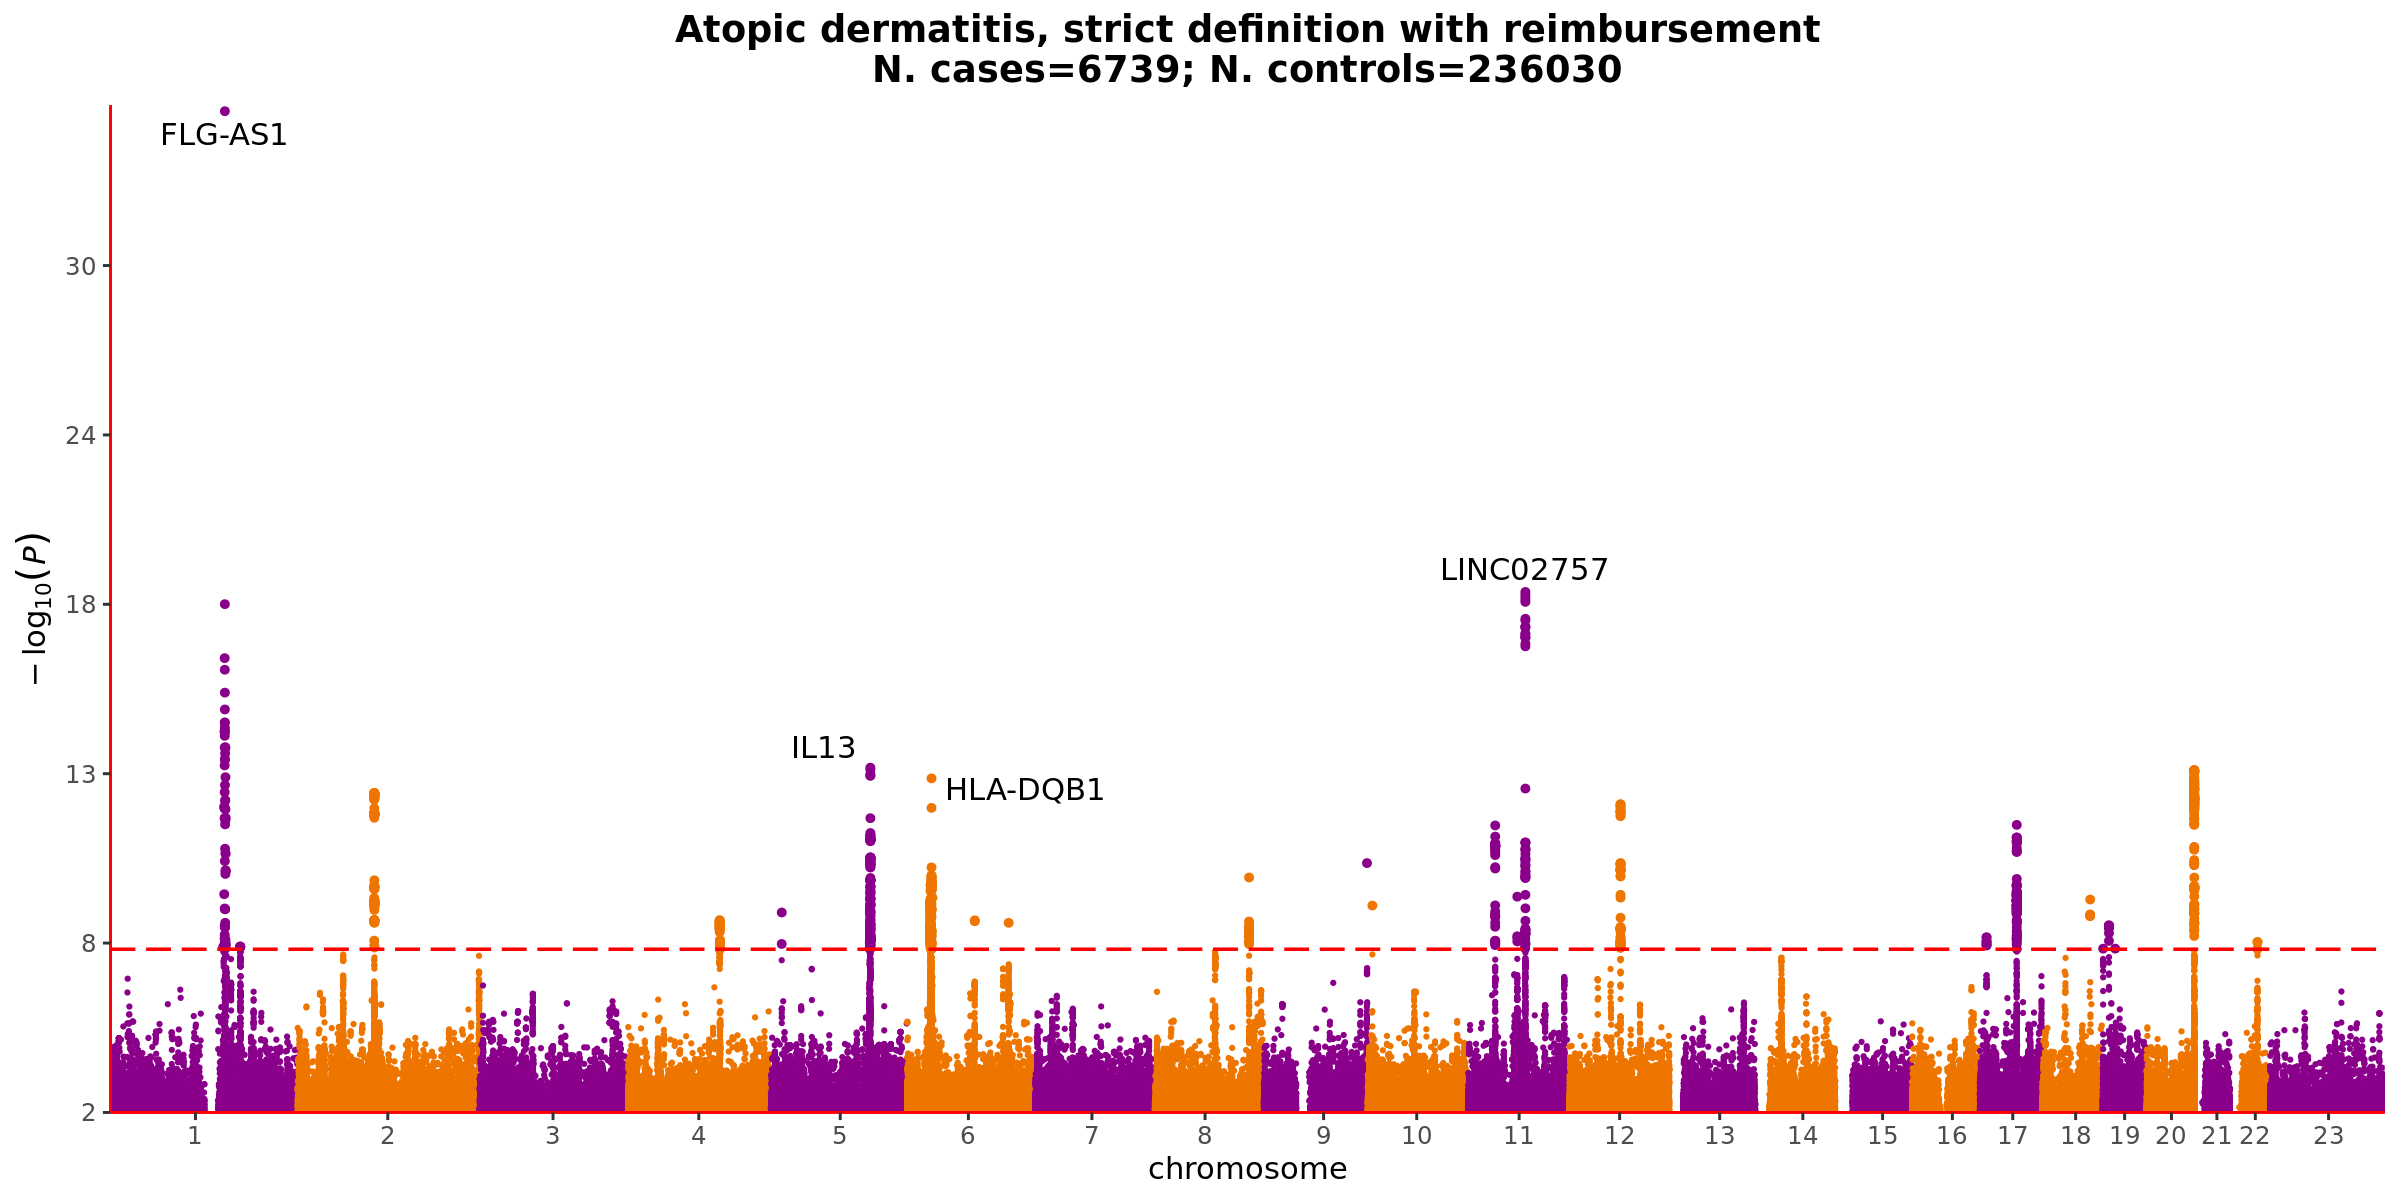 Atopic dermatitis, strict definition with reimbursement
N. cases=6739; N. controls=236030
FLG-AS1
30
24
LINC02757
18
IL13
13
HLA-DQB1
8
2
−log10(P)
1 2 3 4 5 6 7 8 9 10 11 12 13 14 15 16 17 18 19 20 21 22 23
chromosome